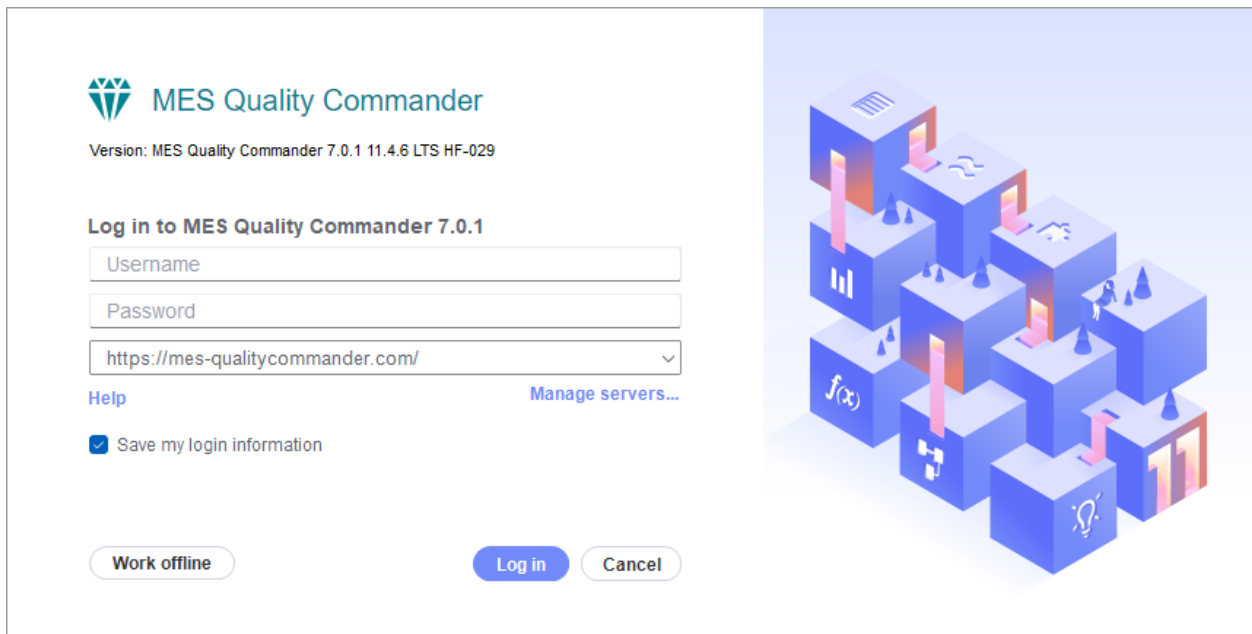 MES Quality Commander
Version: MES Quality Commander 7.0.1 11.4.6 LTS HF-029
Log in to MES Quality Commander 7.0.1
Username
Password
https://mes-qualitycommander.com/
Help
Manage servers...
Save my login information
Work offline
Log in
Cancel
f(x)
11